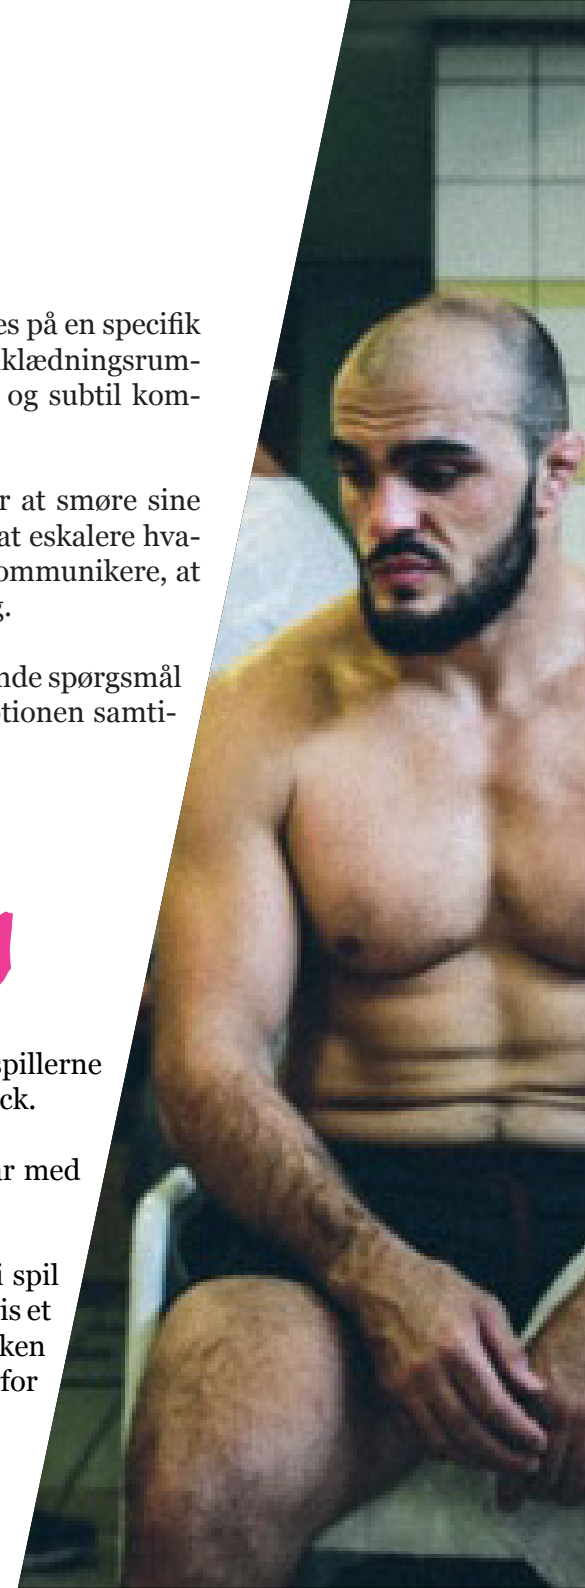 es på en specifik
klædningsrum-
og subtil kom-
r at smøre sine
at eskalere hva-
ommunikere, at
g.
nde spørgsmål
tionen samti-
spillerne
ck.
ar med
i spil
is et
ken
for